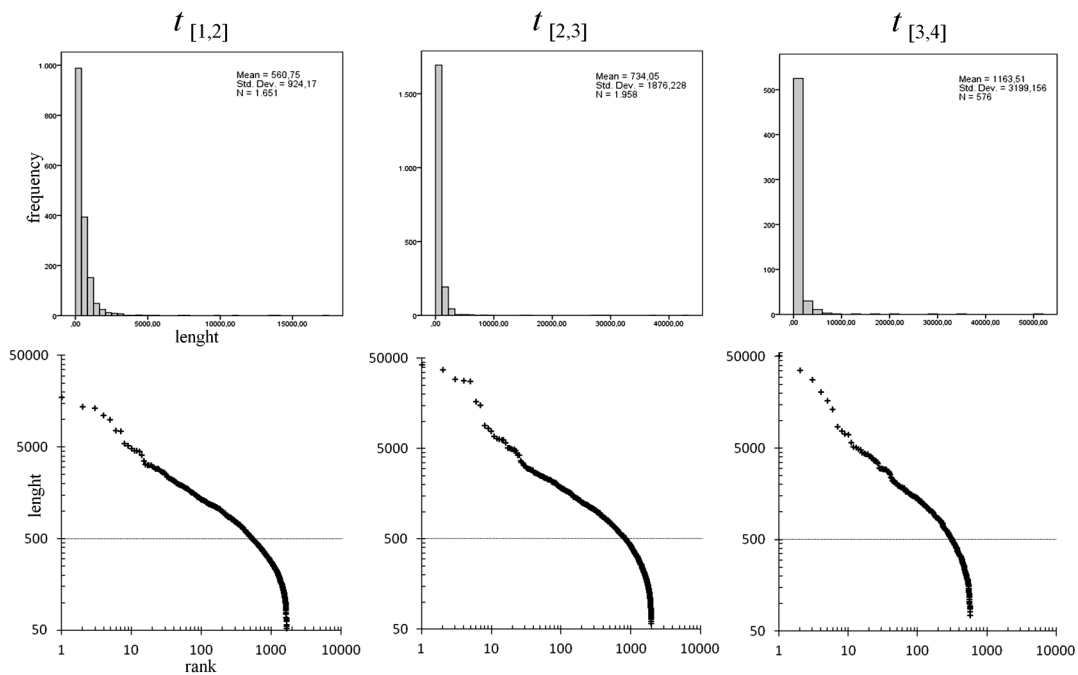 t [1,2]
t [2,3]
t [3,4]
Mean = 560,75
Std. Dev. = 924,17
N = 1.651
1.000
800
600
400
200
0
frequency
,00 5000,00 10000,00 15000,00
lenght
Mean = 734,05
Std. Dev. = 1876,228
N = 1.958
1.500
1.000
500
0
,00 10000,00 20000,00 30000,00 40000,00
Mean = 1163,51
Std. Dev. = 3199,156
N = 576
500
400
300
200
100
0
,00 10000,00 20000,00 30000,00 40000,00 50000,00
50000
5000
500
50
lenght
1 10 100 1000 10000
rank
50000
5000
500
50
1 10 100 1000 10000
50000
5000
500
50
1 10 100 1000 10000